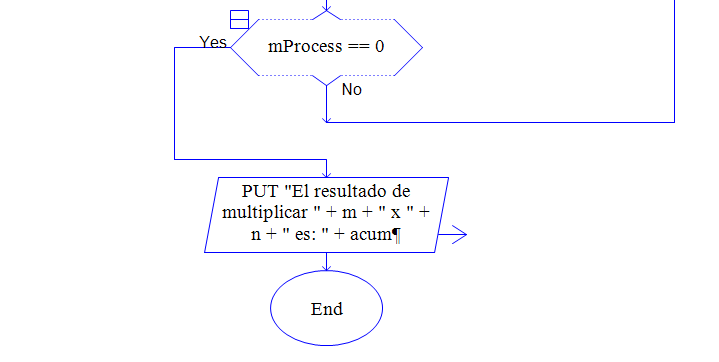 Yes
mProcess == 0
No
PUT "El resultado de
multiplicar " + m + " x " +
n + " es: " + acum¶
End